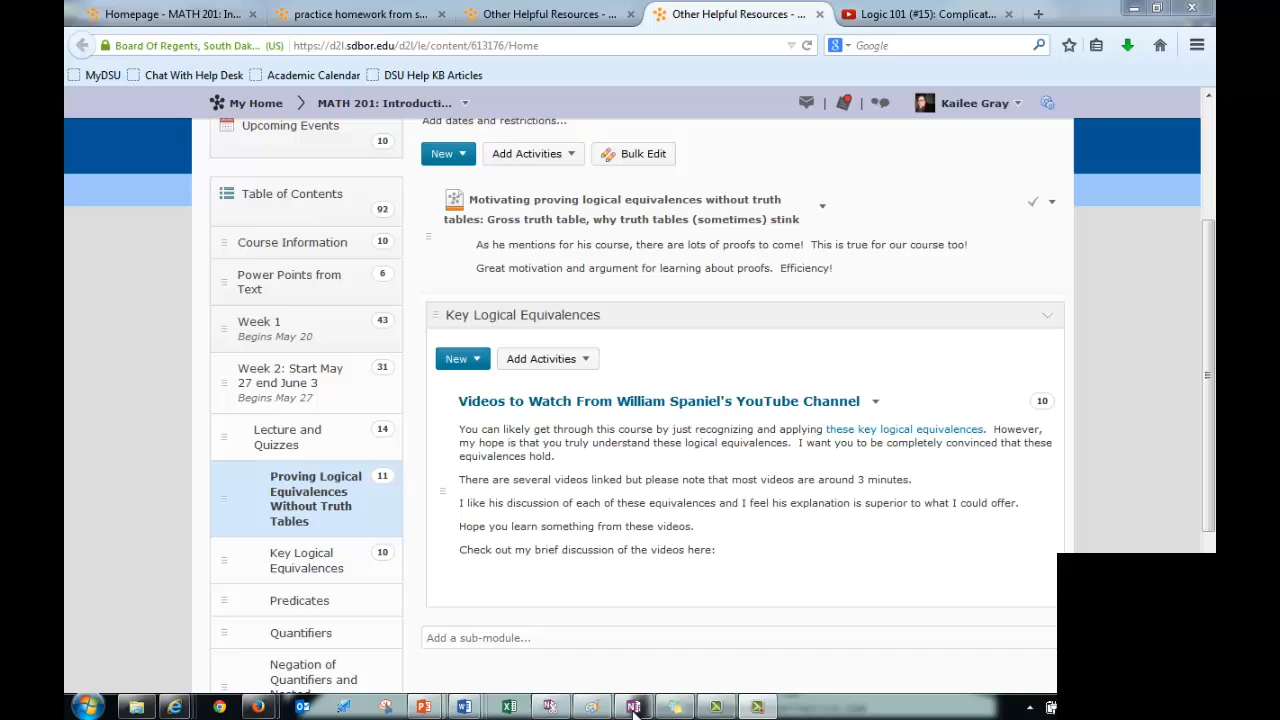 Homepage - MATH 201: In...
practice homework from s...
Other Helpful Resources - ...
Other Helpful Resources - ...
Logic 101 (#15): Complicat...
Board Of Regents, South Dak... (US)
https://d2l.sdbor.edu/d2l/le/content/613176/Home
Google
MyDSU
Chat With Help Desk
Academic Calendar
DSU Help KB Articles
My Home
MATH 201: Introducti...
Kailee Gray
Upcoming Events
10
Table of Contents
92
Course Information
10
Power Points from
Text
6
Week 1
Begins May 20
43
Week 2: Start May
27 end June 3
Begins May 27
31
Lecture and
Quizzes
14
Proving Logical
Equivalences
Without Truth
Tables
11
Key Logical
Equivalences
10
Predicates
Quantifiers
Negation of
Quantifiers and
Nested
Add dates and restrictions...
New
Add Activities
Bulk Edit
Motivating proving logical equivalences without truth
tables: Gross truth table, why truth tables (sometimes) stink
As he mentions for his course, there are lots of proofs to come! This is true for our course too!
Great motivation and argument for learning about proofs. Efficiency!
Key Logical Equivalences
New
Add Activities
Videos to Watch From William Spaniel's YouTube Channel
10
You can likely get through this course by just recognizing and applying these key logical equivalences. However,
my hope is that you truly understand these logical equivalences. I want you to be completely convinced that these
equivalences hold.
There are several videos linked but please note that most videos are around 3 minutes.
I like his discussion of each of these equivalences and I feel his explanation is superior to what I could offer.
Hope you learn something from these videos.
Check out my brief discussion of the videos here:
Add a sub-module...